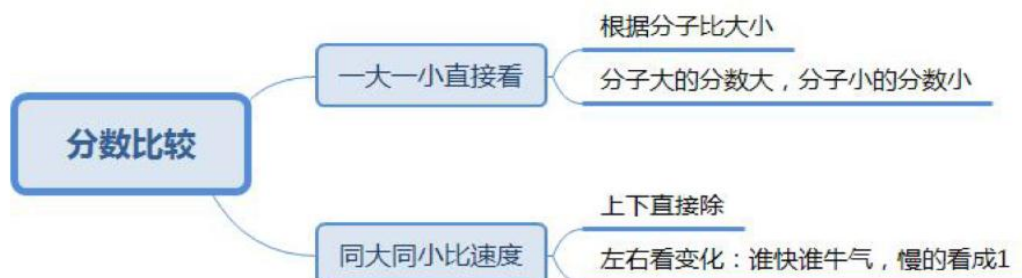 分数比较
一大一小直接看
根据分子比大小
分子大的分数大，分子小的分数小
同大同小比速度
上下直接除
左右看变化：谁快谁牛气，慢的看成1